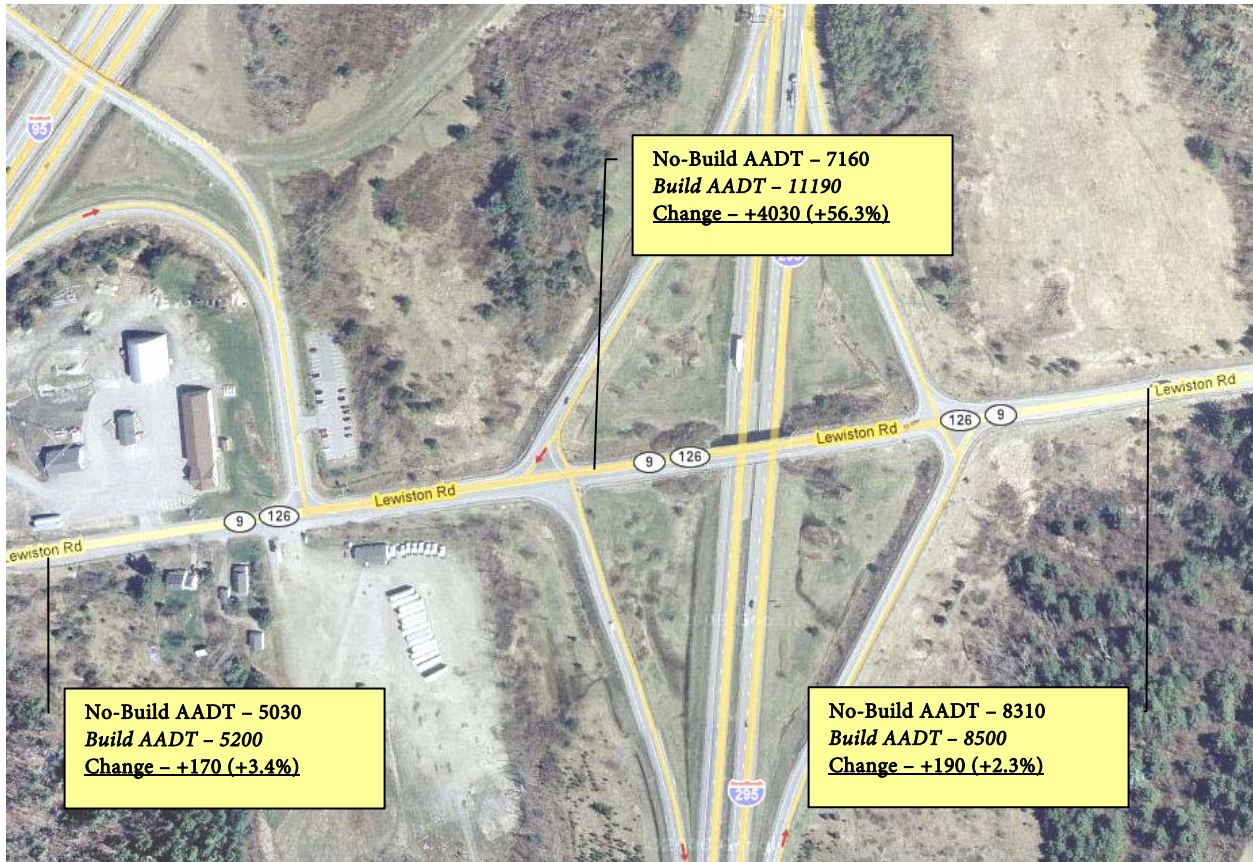 95
No-Build AADT – 7160
Build AADT – 11190
Change – +4030 (+56.3%)
Lewiston Rd
126
9
Lewiston Rd
9
126
Lewiston Rd
9
126
Lewiston Rd
No-Build AADT – 5030
Build AADT – 5200
Change – +170 (+3.4%)
No-Build AADT – 8310
Build AADT – 8500
Change – +190 (+2.3%)
295